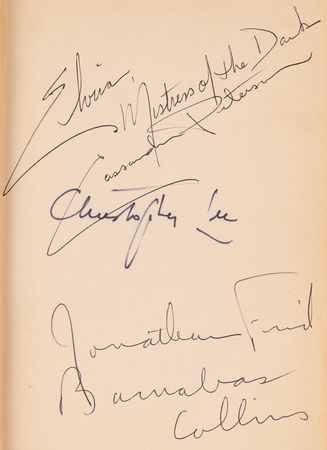 Elvira, Mistress of the Dark
Cassandra Peterson
Christopher Lee
Jonathan Frid
Barnabas
Collins